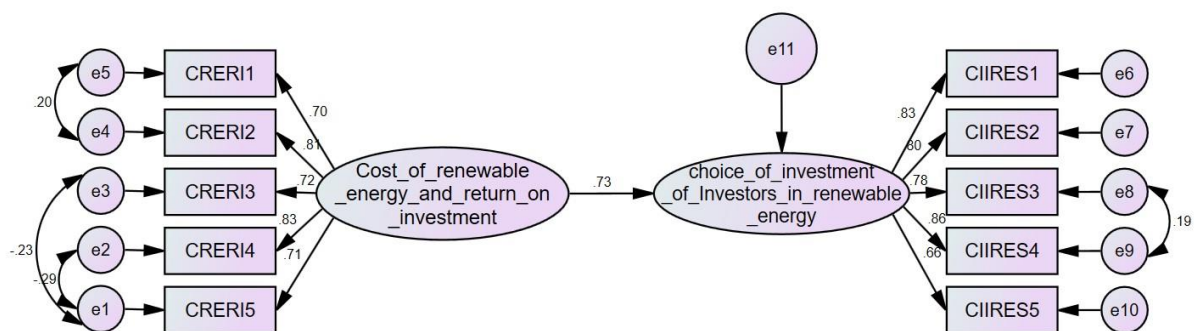 e11
e5
CRERI1
CIIRES1
e6
.20
.70
.83
e4
CRERI2
.81
.80
CIIRES2
e7
e3
CRERI3
.72
Cost_of_renewable
_energy_and_return_on
_investment
.73
choice_of_investment
_of_Investors_in_renewable
_energy
.78
CIIRES3
e8
-.23
e2
CRERI4
.83
.86
CIIRES4
e9
.19
-.29
e1
CRERI5
.71
.66
CIIRES5
e10